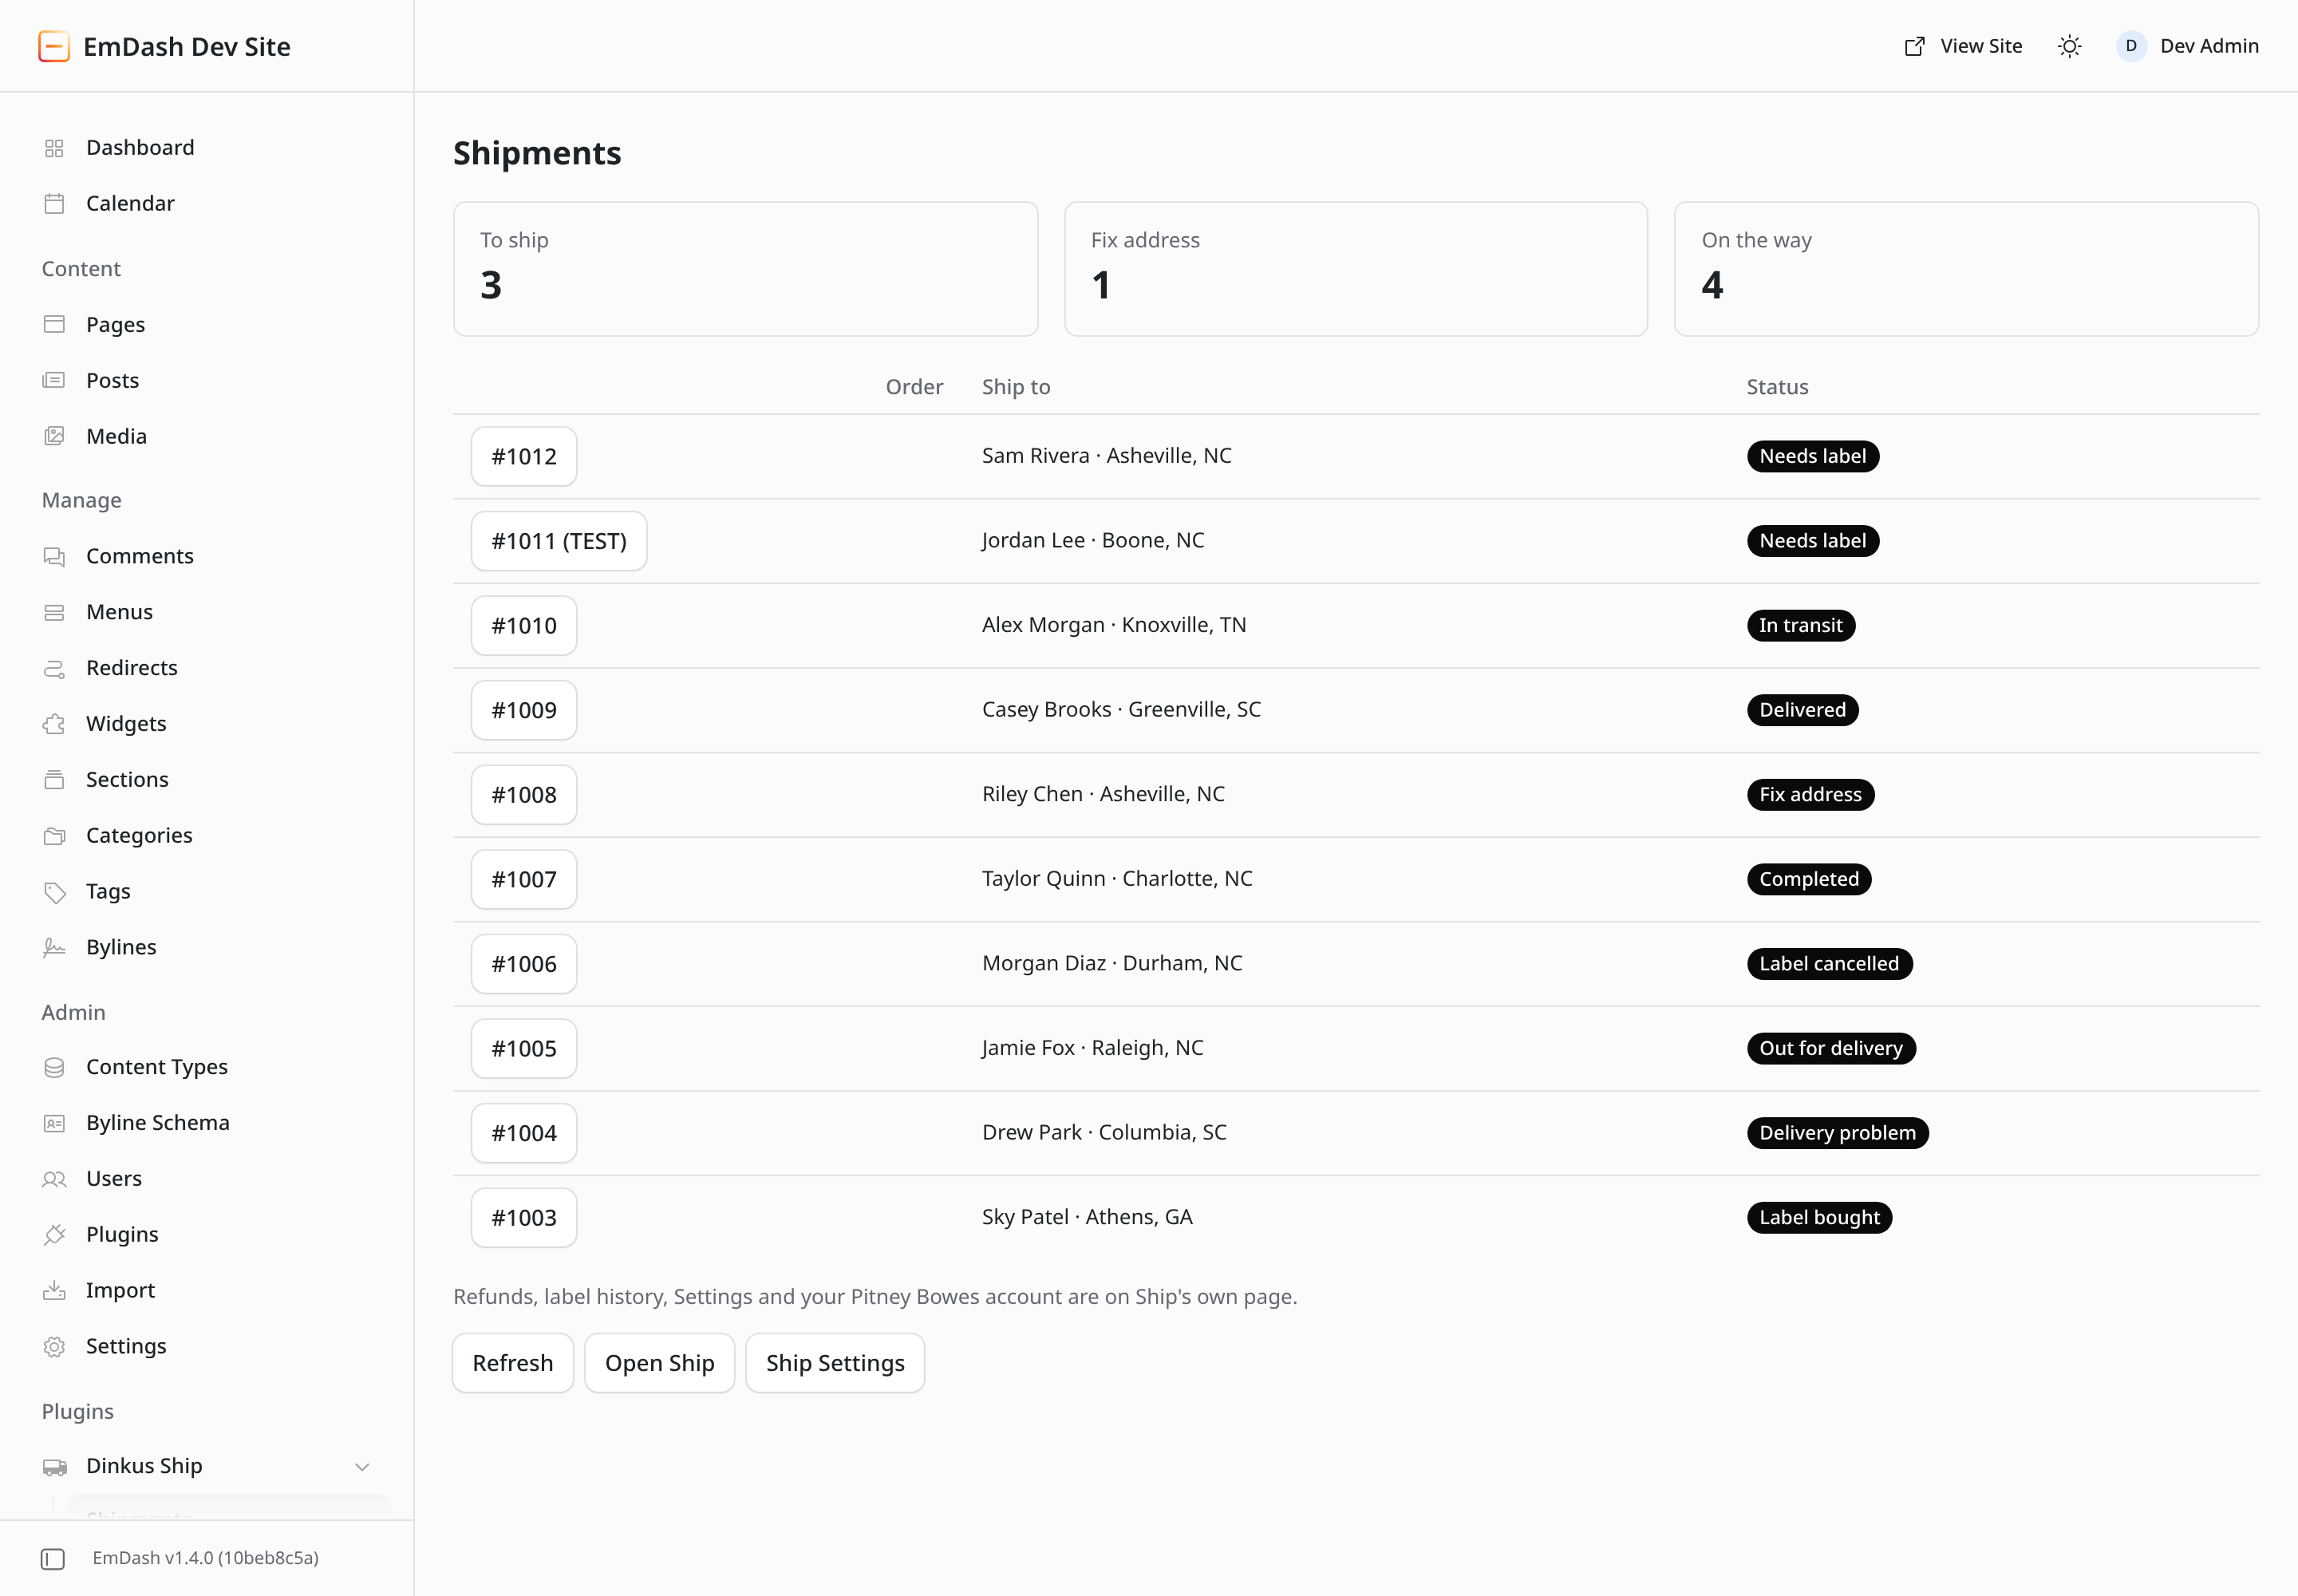 EmDash Dev Site
View Site
D
Dev Admin
Dashboard
Calendar
Content
Pages
Posts
Media
Manage
Comments
Menus
Redirects
Widgets
Sections
Categories
Tags
Bylines
Admin
Content Types
Byline Schema
Users
Plugins
Import
Settings
Plugins
Dinkus Ship
Shipments
EmDash v1.4.0 (10beb8c5a)
Shipments
To ship
3
Fix address
1
On the way
4
Order Ship to Status
#1012 Sam Rivera · Asheville, NC Needs label
#1011 (TEST) Jordan Lee · Boone, NC Needs label
#1010 Alex Morgan · Knoxville, TN In transit
#1009 Casey Brooks · Greenville, SC Delivered
#1008 Riley Chen · Asheville, NC Fix address
#1007 Taylor Quinn · Charlotte, NC Completed
#1006 Morgan Diaz · Durham, NC Label cancelled
#1005 Jamie Fox · Raleigh, NC Out for delivery
#1004 Drew Park · Columbia, SC Delivery problem
#1003 Sky Patel · Athens, GA Label bought
Refunds, label history, Settings and your Pitney Bowes account are on Ship's own page.
Refresh Open Ship Ship Settings